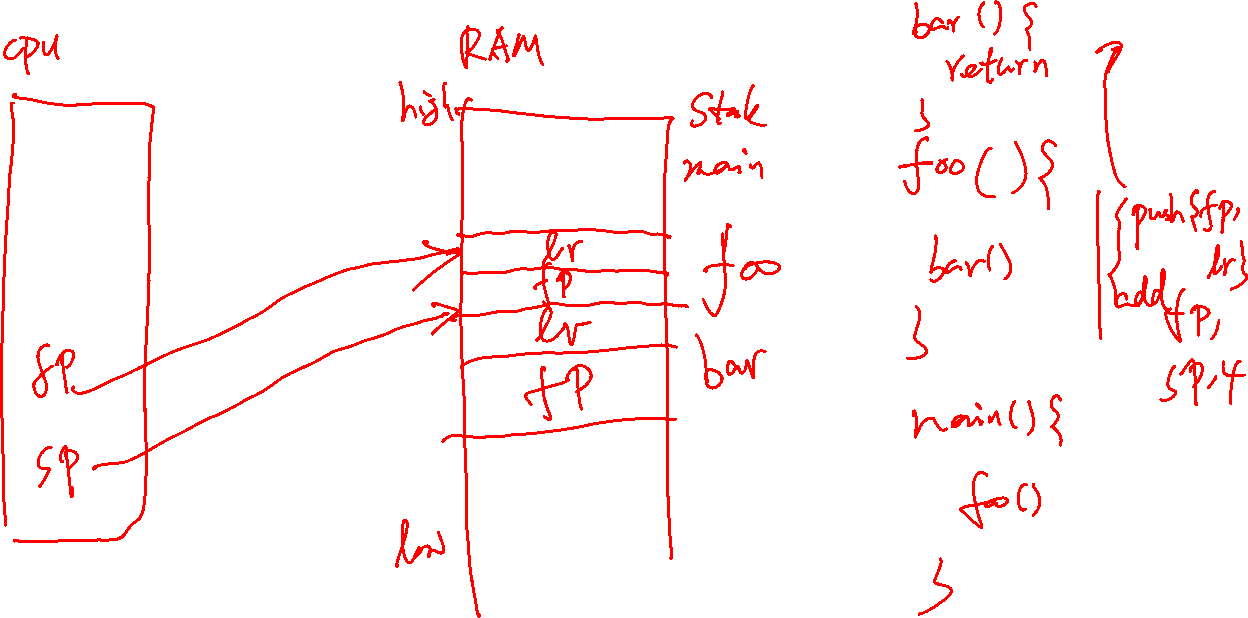 cpu
fp
sp
RAM
high
low
lr
fp
lr
fp
Stak
main
foo
bar
bar() {
return
}
foo() {
bar()
}
main() {
foo()
}
{push {fp,
lr}
add fp,
sp, 4